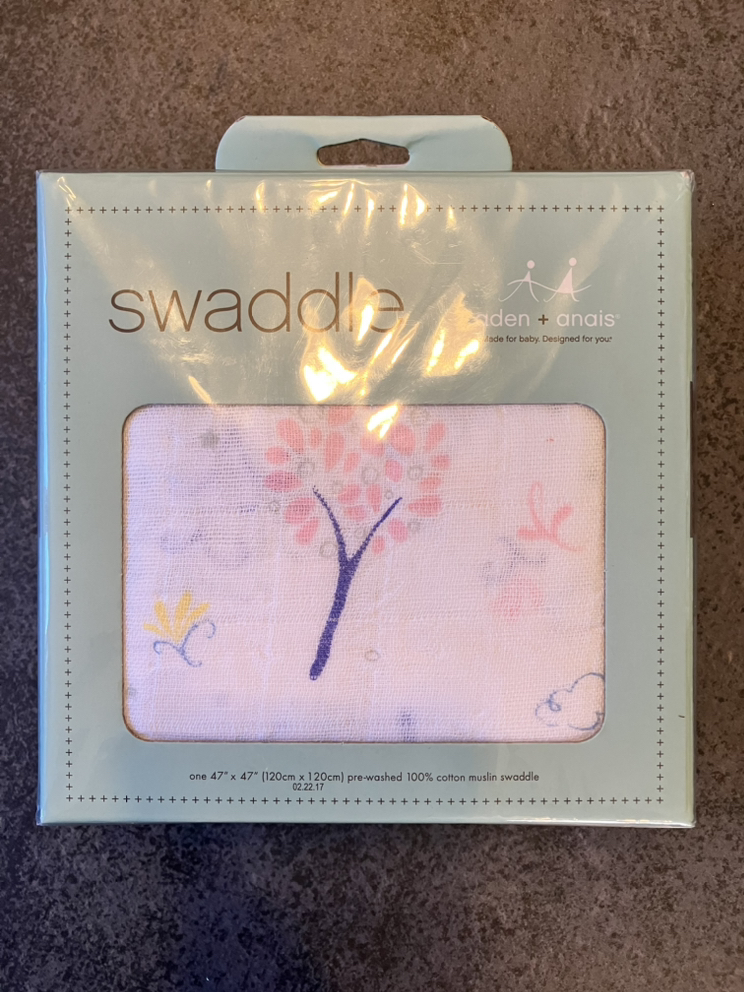 swaddle
aden + anais®
Made for baby. Designed for you.®
one 47" x 47" (120cm x 120cm) pre-washed 100% cotton muslin swaddle
02.22.17